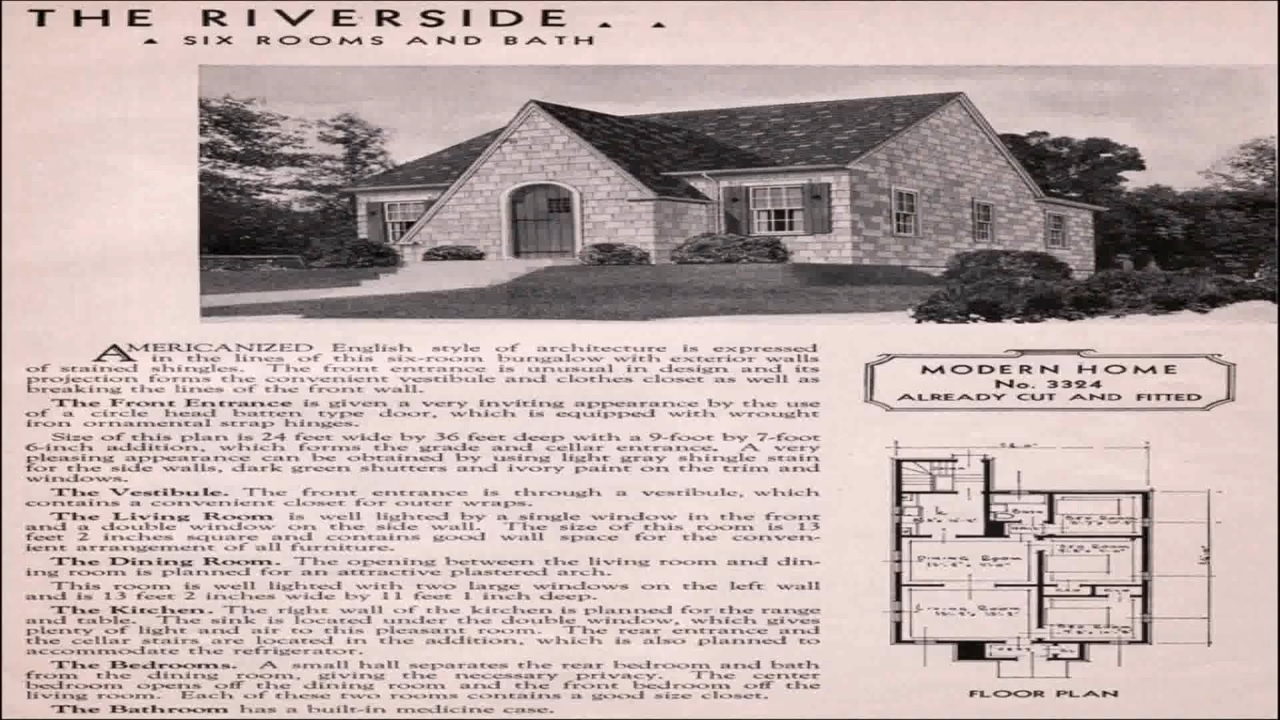 THE RIVERSIDE
SIX ROOMS AND BATH
AMERICANIZED English style of architecture is expressed
in the lines of this six-room bungalow with exterior walls
of stained shingles. The front entrance is unusual in design and its
projection forms the convenient vestibule and clothes closet as well as
breaking the lines of the front wall.
The Front Entrance is given a very inviting appearance by the use
of a circle head batten type door, which is equipped with wrought
iron ornamental strap hinges.
Size of this plan is 24 feet wide by 36 feet deep with a 9-foot by 7-foot
6-inch addition, which forms the grade and cellar entrance. A very
pleasing appearance can be obtained by using light gray shingle stain
for the side walls, dark green shutters and ivory paint on the trim and
windows.
The Vestibule. The front entrance is through a vestibule, which
contains a convenient closet for outer wraps.
The Living Room is well lighted by a single window in the front
and a double window on the side wall. The size of this room is 13
feet 2 inches square and contains good wall space for the conven-
ient arrangement of all furniture.
The Dining Room. The opening between the living room and din-
ing room is planned for an attractive plastered arch.
This room is well lighted with two large windows on the left wall
and is 13 feet 2 inches wide by 11 feet 1 inch deep.
The Kitchen. The right wall of the kitchen is planned for the range
and table. The sink is located under the double window, which gives
plenty of light and air to this pleasant room. The rear entrance and
the cellar stairs are located in the addition, which is also planned to
accommodate the refrigerator.
The Bedrooms. A small hall separates the rear bedroom and bath
from the dining room, giving the necessary privacy. The center
bedroom opens off the dining room and the front bedroom off the
living room. Each of these two rooms contains a good size closet.
The Bathroom has a built-in medicine case.
MODERN HOME
No. 3324
ALREADY CUT AND FITTED
Dining Room
Living Room
FLOOR PLAN